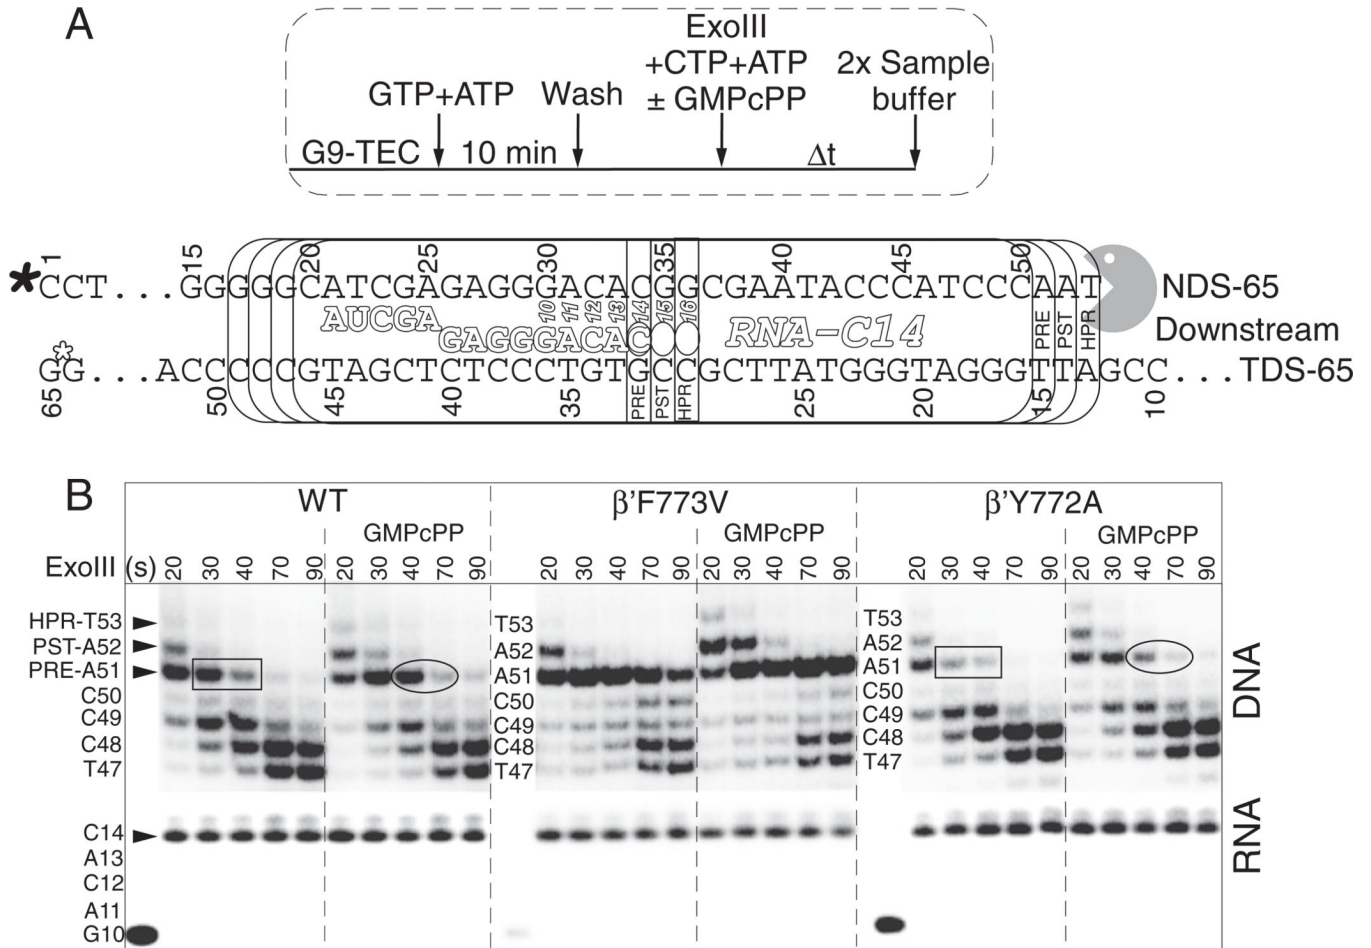 A
ExoIII
+CTP+ATP
± GMPcPP
2x Sample
buffer
GTP+ATP
Wash
G9-TEC
10 min
Δt
1
G15
20
25
30
35
40
45
50
*CCT...GGGGGCATCGAGAGGGACACGGCGAATACCCATCCCAAT
NDS-65
10 11 12 13 14 15 16
AUCGA
GAGGGACAC
RNA-C14
PRE
PST
HPR
Downstream
GG...ACCCCCGTAGCTCTCCCTGTGCCGCTTATGGGTAGGGTTAGCC...TDS-65
65
50
45
40
35
PRE
PST
HPR
25
20
15
10
B
WT
β'F773V
β'Y772A
GMPcPP
GMPcPP
GMPcPP
ExoIII (s) 20 30 40 70 90 20 30 40 70 90 20 30 40 70 90 20 30 40 70 90 20 30 40 70 90 20 30 40 70 90
HPR-T53
PST-A52
PRE-A51
C50
C49
C48
T47
T53
A52
A51
C50
C49
C48
T47
T53
A52
A51
C50
C49
C48
T47
DNA
C14
A13
C12
A11
G10
RNA